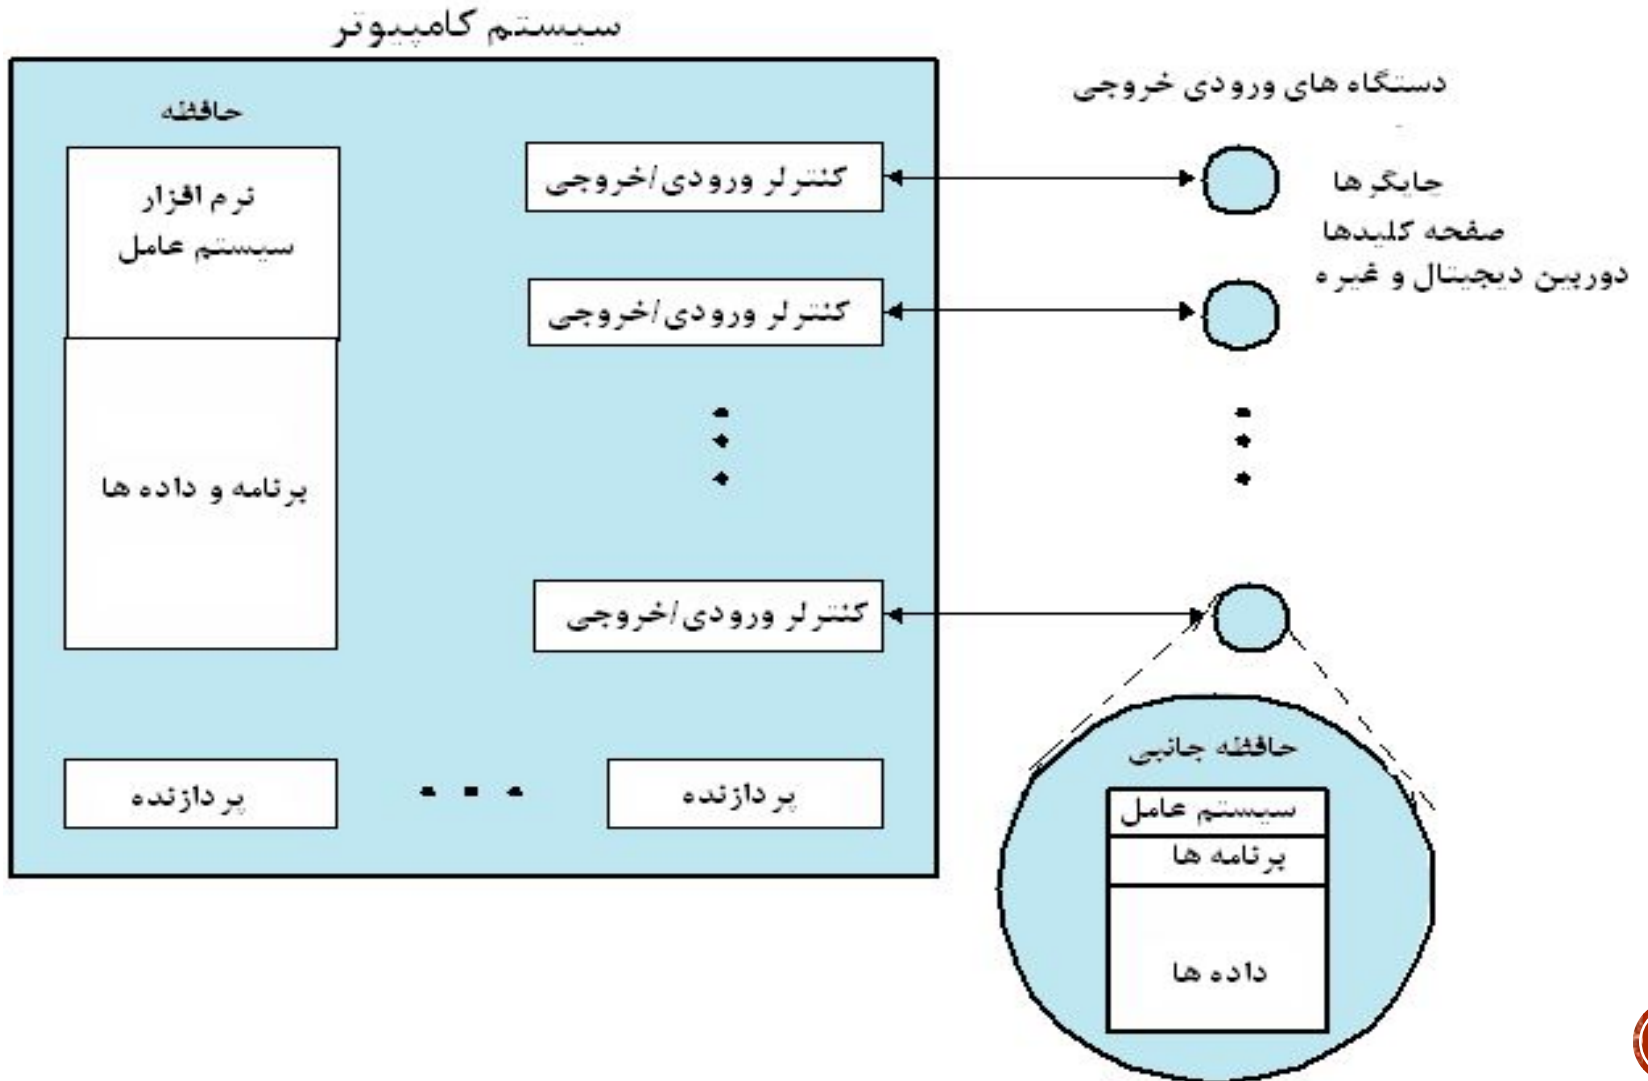 سیستم کامپیوتر
حافظه
نرم افزار
سیستم عامل
برنامه و داده ها
کنترلر ورودی/خروجی
کنترلر ورودی/خروجی
کنترلر ورودی/خروجی
پردازنده
پردازنده
دستگاه های ورودی خروجی
چاپگرها
صفحه کلیدها
دوربین دیجیتال و غیره
حافظه جانبی
سیستم عامل
برنامه ها
داده ها